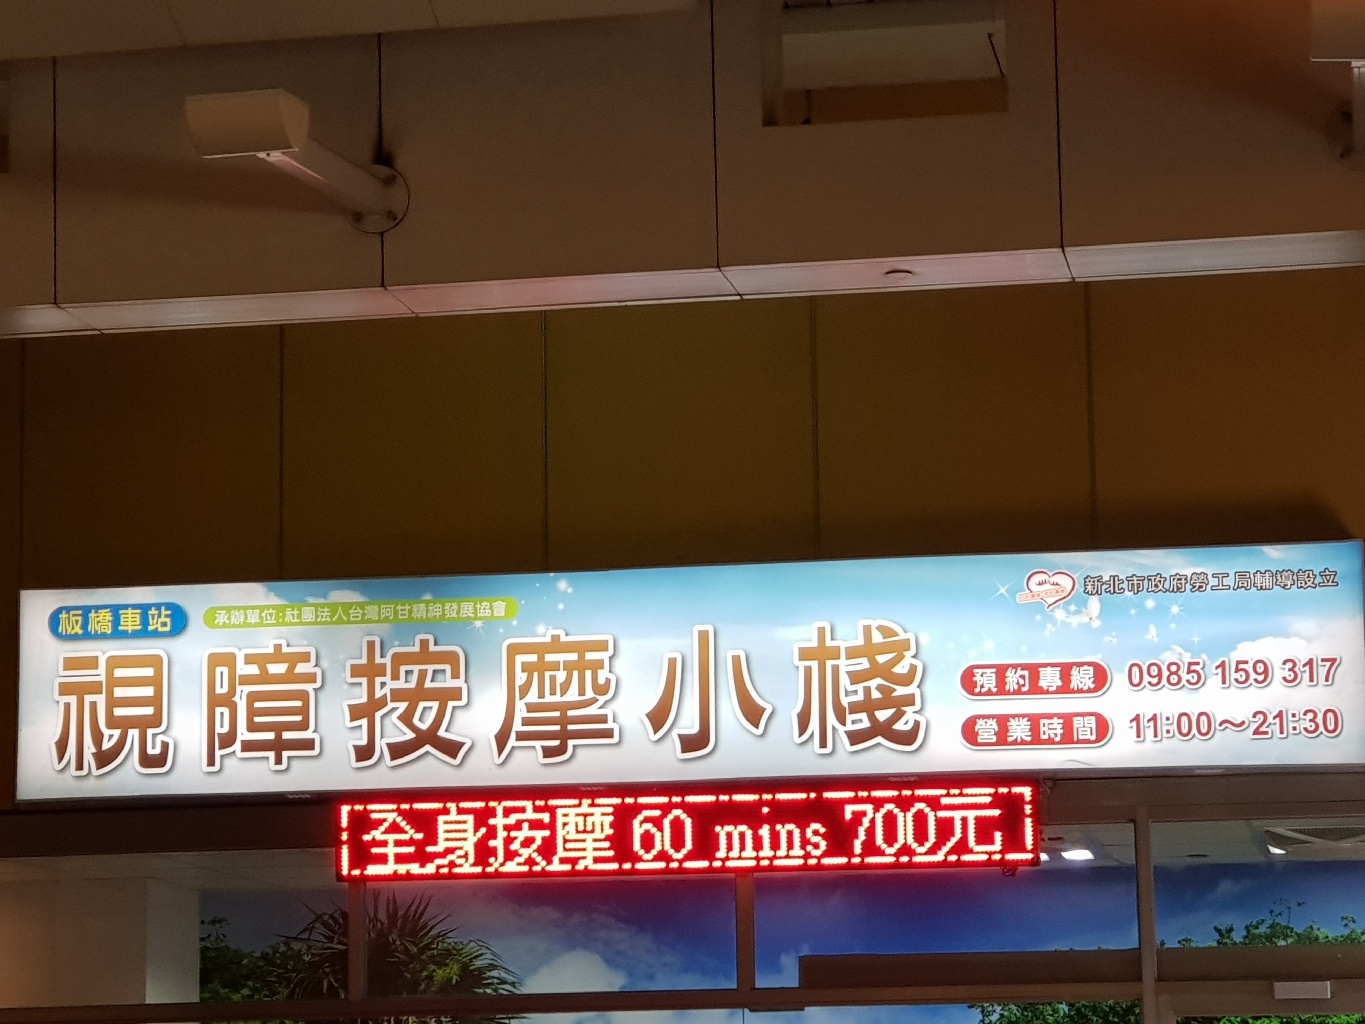 板橋車站
承辦單位:社團法人台灣阿甘精神發展協會
新北市政府勞工局輔導設立
視障按摩小棧
預約專線 0985 159 317
營業時間 11:00～21:30
全身按摩 60 mins 700元